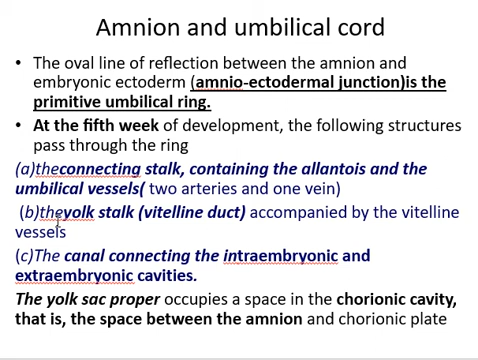 Amnion and umbilical cord
• The oval line of reflection between the amnion and
embryonic ectoderm (amnio-ectodermal junction)is the
primitive umbilical ring.
• At the fifth week of development, the following structures
pass through the ring
(a)theconnecting stalk, containing the allantois and the
umbilical vessels( two arteries and one vein)
(b)theyolk stalk (vitelline duct) accompanied by the vitelline
vessels
(c)The canal connecting the intraembryonic and
extraembryonic cavities.
The yolk sac proper occupies a space in the chorionic cavity,
that is, the space between the amnion and chorionic plate